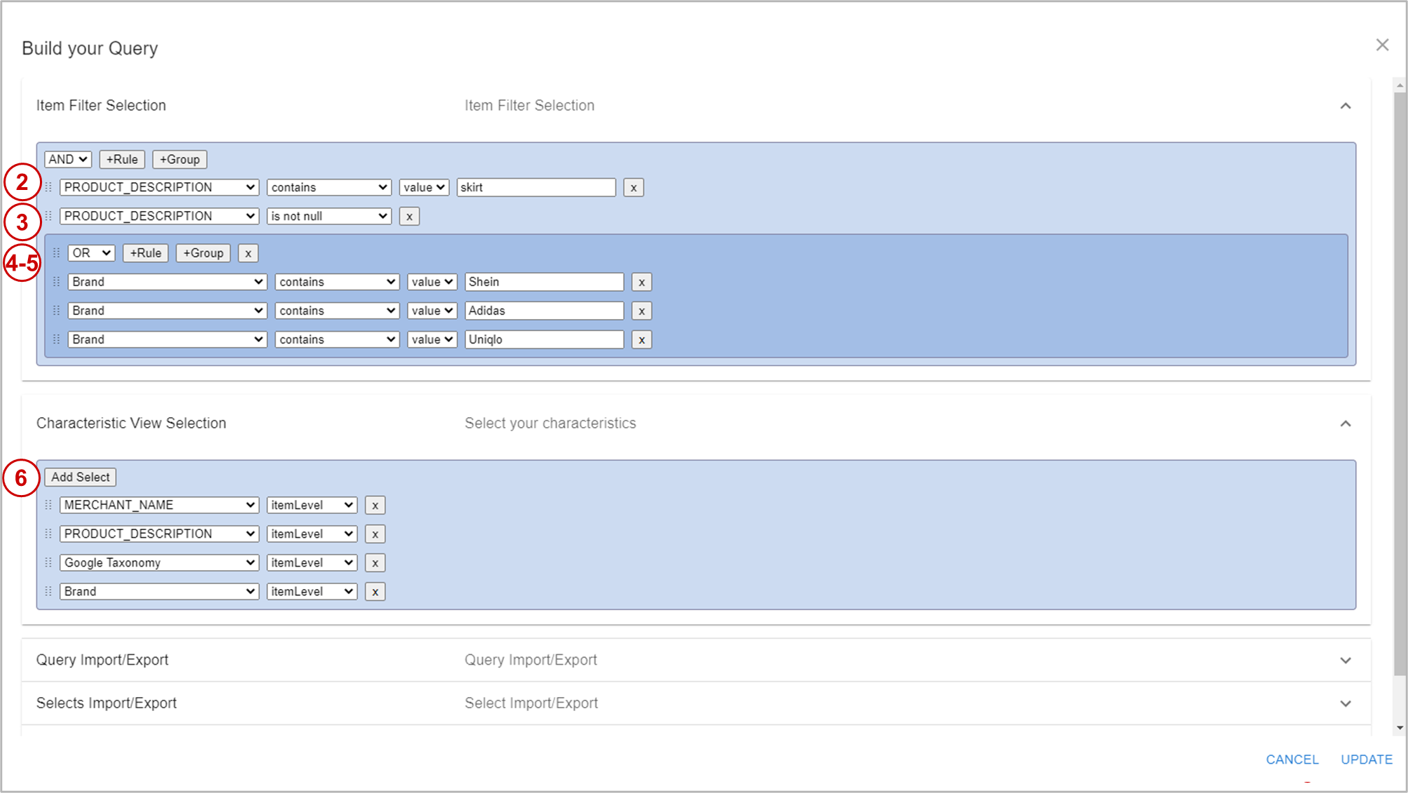 Build your Query
Item Filter Selection Item Filter Selection
AND +Rule +Group
2 PRODUCT_DESCRIPTION contains value skirt x
3 PRODUCT_DESCRIPTION is not null x
4-5 OR +Rule +Group x
Brand contains value Shein x
Brand contains value Adidas x
Brand contains value Uniqlo x
Characteristic View Selection Select your characteristics
6 Add Select
MERCHANT_NAME itemLevel x
PRODUCT_DESCRIPTION itemLevel x
Google Taxonomy itemLevel x
Brand itemLevel x
Query Import/Export Query Import/Export
Selects Import/Export Select Import/Export
CANCEL UPDATE